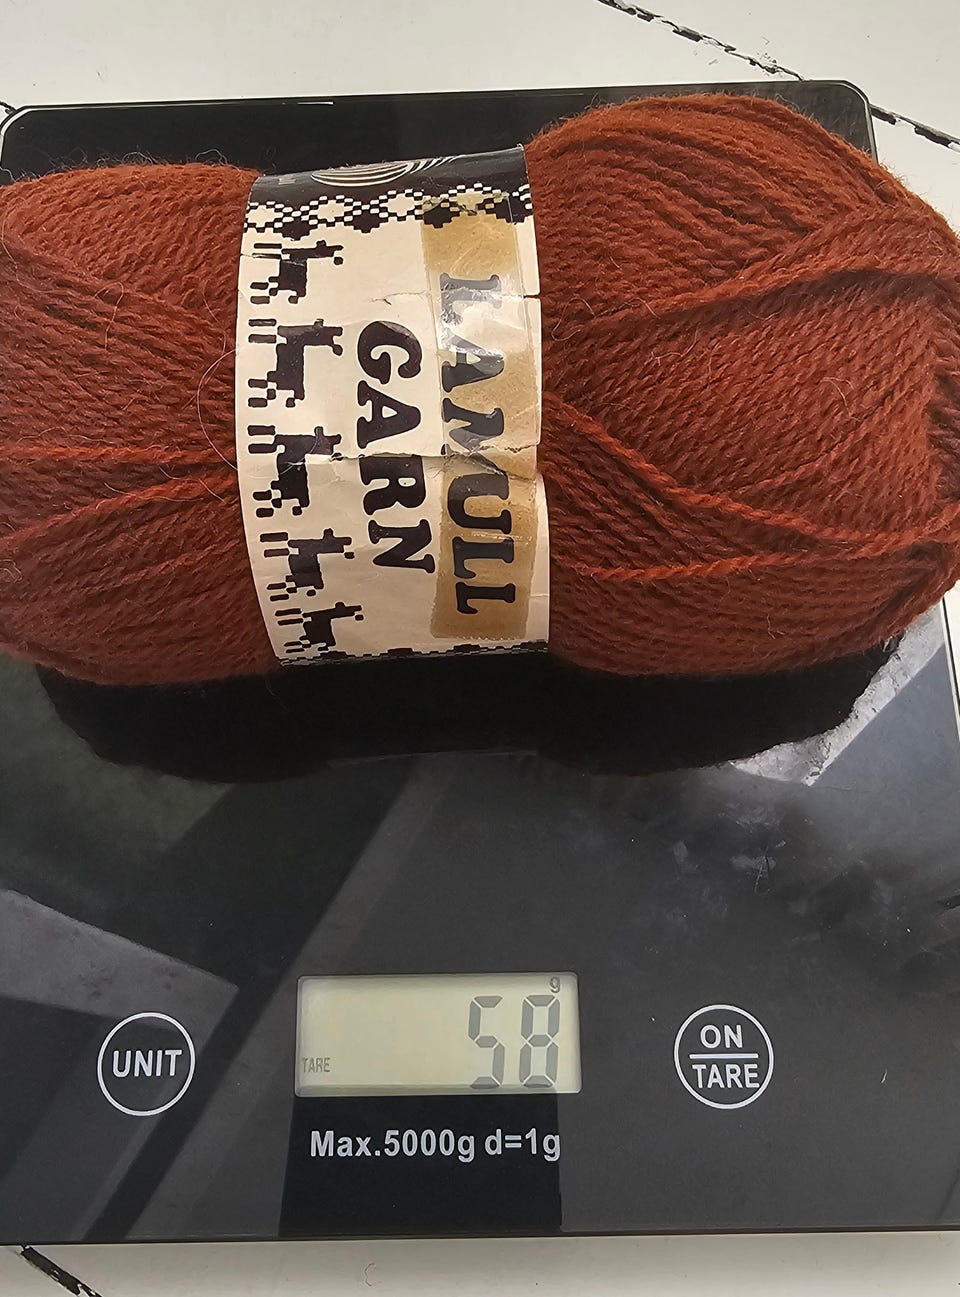 LAMULL
GARN
g
58
TARE
UNIT
ON
TARE
Max.5000g d=1g